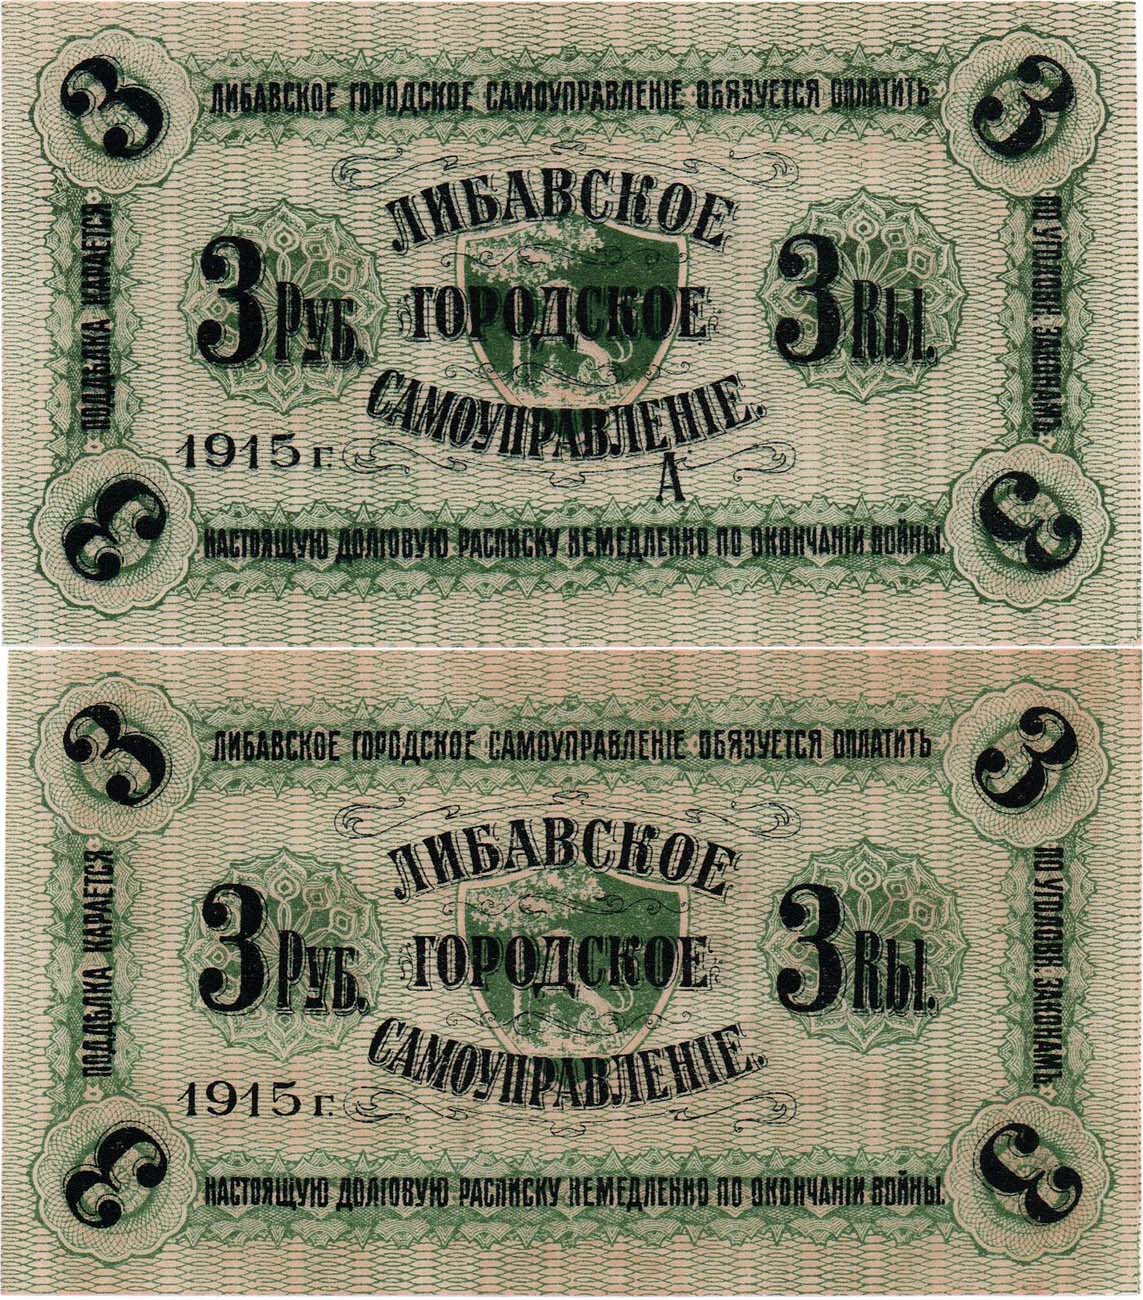 3
3
ЛИБАВСКОЕ ГОРОДСКОЕ САМОУПРАВЛЕНІЕ ОБЯЗУЕТСЯ ОПЛАТИТЬ
ПОДДѢЛКА КАРАЕТСЯ
ПО УГОЛОВН. ЗАКОНАМЪ.
ЛИБАВСКОЕ
ГОРОДСКОЕ
САМОУПРАВЛЕНІЕ.
3 РУБ.
3 RЫ.
1915 г.
А
НАСТОЯЩУЮ ДОЛГОВУЮ РАСПИСКУ НЕМЕДЛЕННО ПО ОКОНЧАНІИ ВОЙНЫ.
3
3
3
3
ЛИБАВСКОЕ ГОРОДСКОЕ САМОУПРАВЛЕНІЕ ОБЯЗУЕТСЯ ОПЛАТИТЬ
ПОДДѢЛКА КАРАЕТСЯ
ПО УГОЛОВН. ЗАКОНАМЪ.
ЛИБАВСКОЕ
ГОРОДСКОЕ
САМОУПРАВЛЕНІЕ.
3 РУБ.
3 RЫ.
1915 г.
НАСТОЯЩУЮ ДОЛГОВУЮ РАСПИСКУ НЕМЕДЛЕННО ПО ОКОНЧАНІИ ВОЙНЫ.
3
3